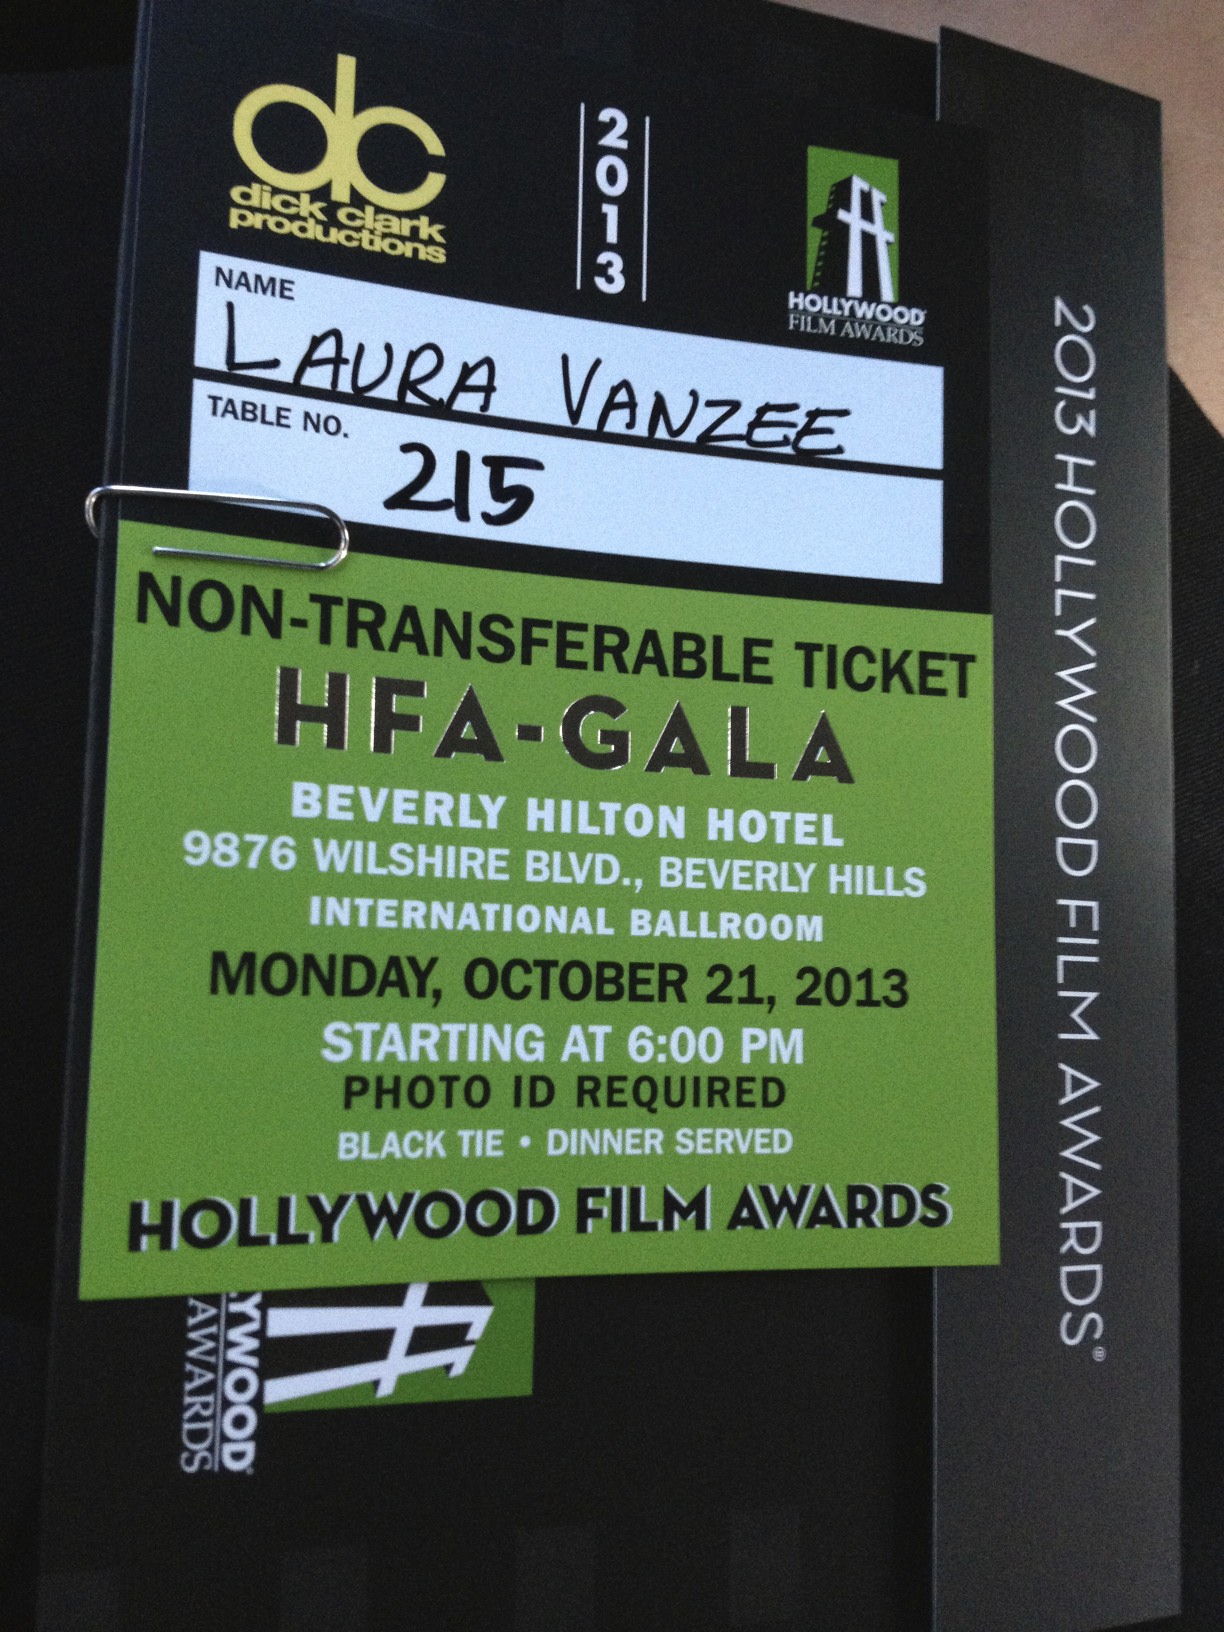 dc
dick clark
productions
2013
HOLLYWOOD
FILM AWARDS
NAME
LAURA VANZEE
TABLE NO.
215
NON-TRANSFERABLE TICKET
HFA-GALA
BEVERLY HILTON HOTEL
9876 WILSHIRE BLVD., BEVERLY HILLS
INTERNATIONAL BALLROOM
MONDAY, OCTOBER 21, 2013
STARTING AT 6:00 PM
PHOTO ID REQUIRED
BLACK TIE • DINNER SERVED
HOLLYWOOD FILM AWARDS
YWOOD
AWARDS
2013 HOLLYWOOD FILM AWARDS®